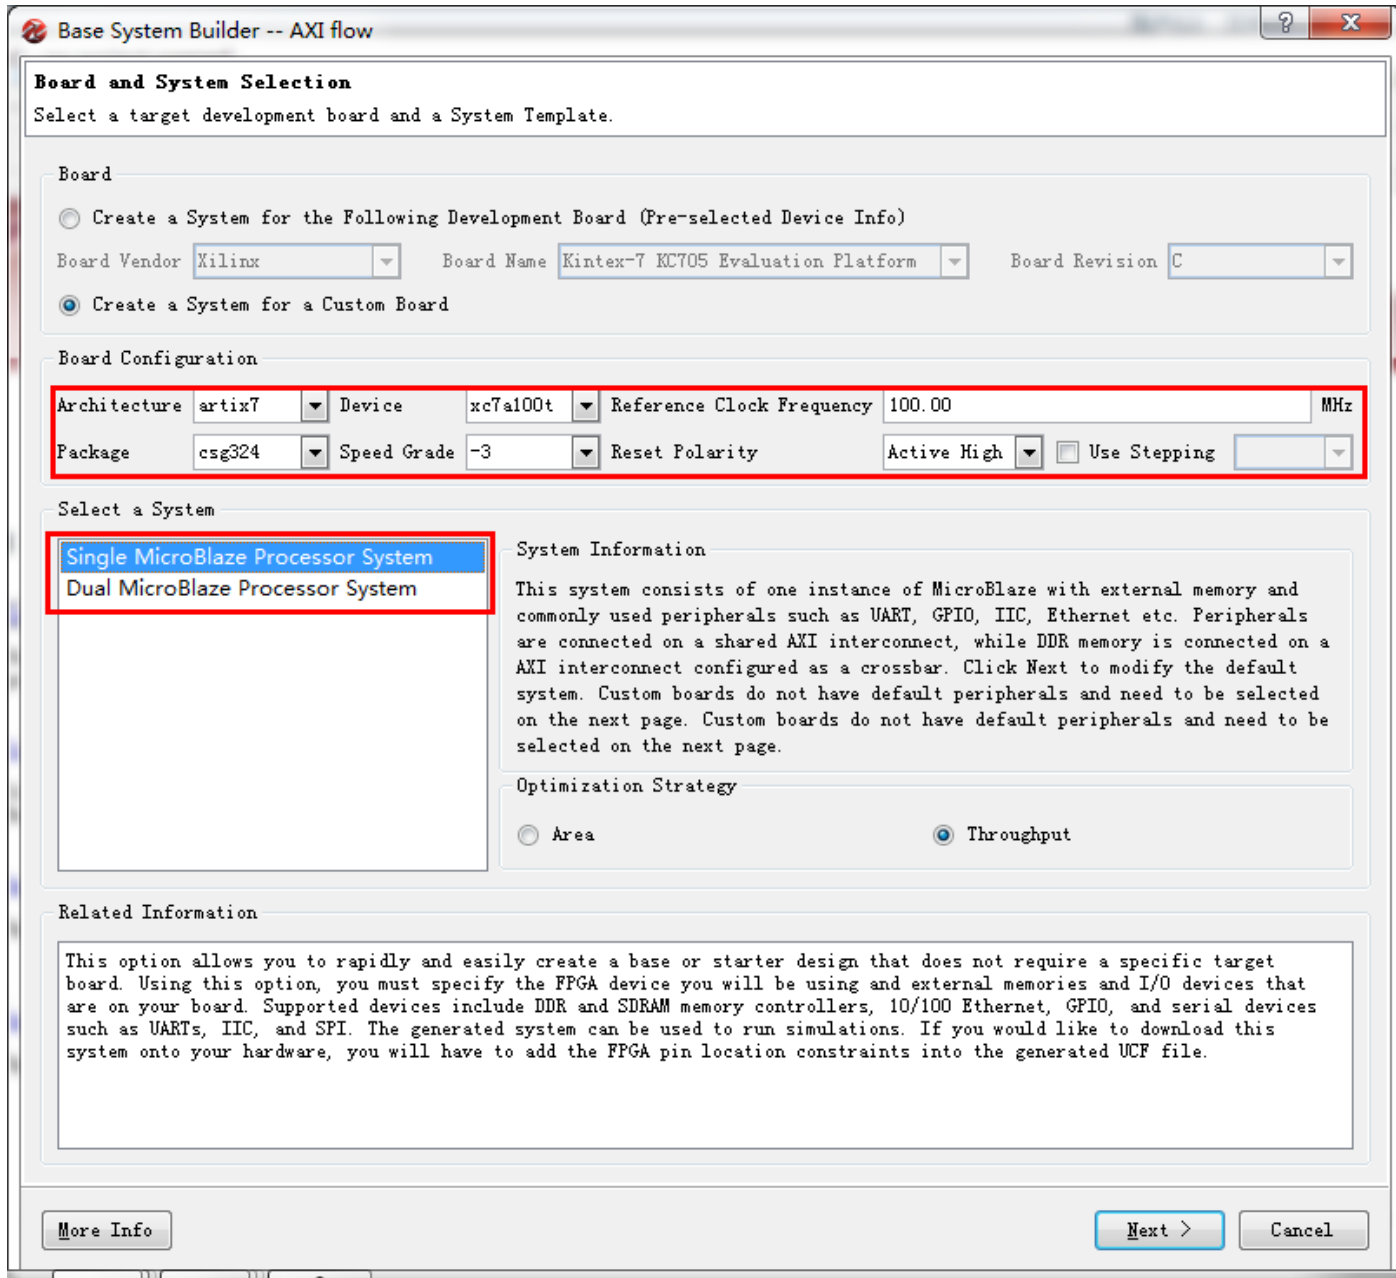 Base System Builder -- AXI flow
Board and System Selection
Select a target development board and a System Template.
Board
Create a System for the Following Development Board (Pre-selected Device Info)
Board Vendor Xilinx Board Name Kintex-7 KC705 Evaluation Platform Board Revision C
Create a System for a Custom Board
Board Configuration
Architecture artix7 Device xc7a100t Reference Clock Frequency 100.00 MHz
Package csg324 Speed Grade -3 Reset Polarity Active High Use Stepping
Select a System
Single MicroBlaze Processor System
Dual MicroBlaze Processor System
System Information
This system consists of one instance of MicroBlaze with external memory and
commonly used peripherals such as UART, GPIO, IIC, Ethernet etc. Peripherals
are connected on a shared AXI interconnect, while DDR memory is connected on a
AXI interconnect configured as a crossbar. Click Next to modify the default
system. Custom boards do not have default peripherals and need to be selected
on the next page. Custom boards do not have default peripherals and need to be
selected on the next page.
Optimization Strategy
Area Throughput
Related Information
This option allows you to rapidly and easily create a base or starter design that does not require a specific target
board. Using this option, you must specify the FPGA device you will be using and external memories and I/O devices that
are on your board. Supported devices include DDR and SDRAM memory controllers, 10/100 Ethernet, GPIO, and serial devices
such as UARTs, IIC, and SPI. The generated system can be used to run simulations. If you would like to download this
system onto your hardware, you will have to add the FPGA pin location constraints into the generated UCF file.
More Info Next > Cancel